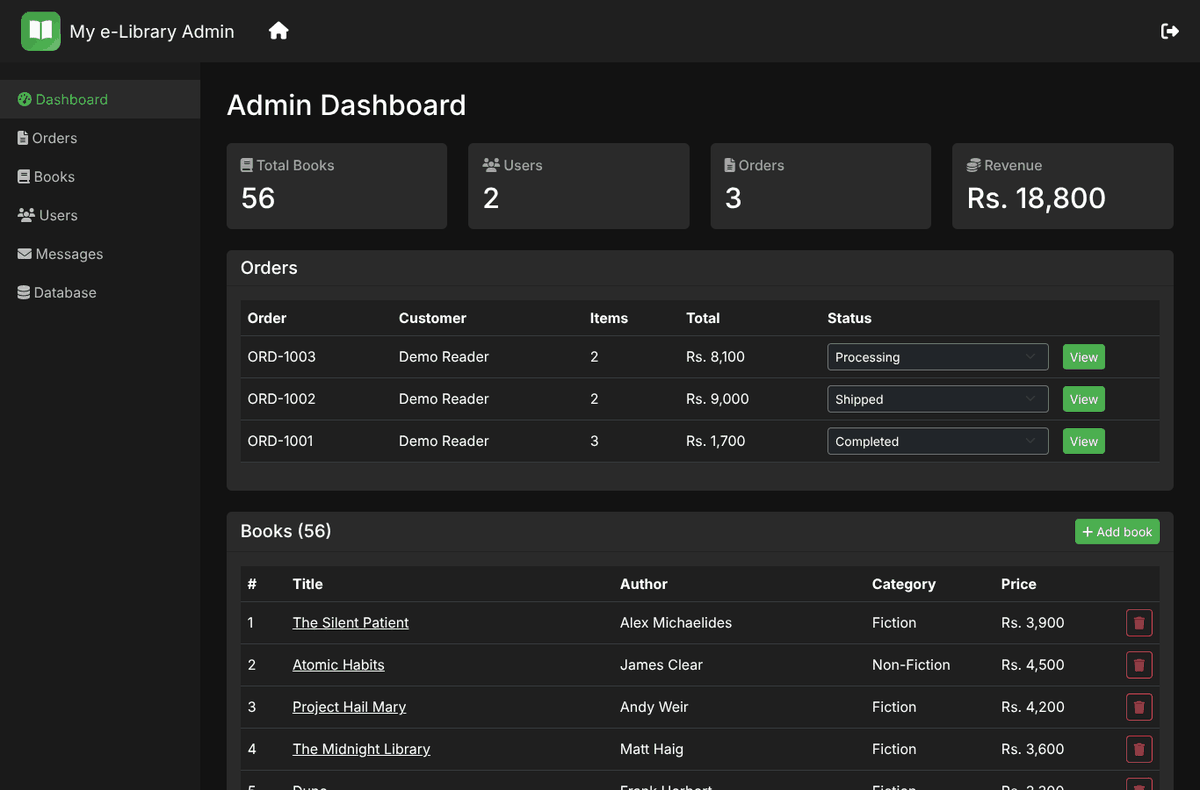 My e-Library Admin
Dashboard
Orders
Books
Users
Messages
Database
Admin Dashboard
Total Books
56
Users
2
Orders
3
Revenue
Rs. 18,800
Orders
Order Customer Items Total Status
ORD-1003 Demo Reader 2 Rs. 8,100 Processing View
ORD-1002 Demo Reader 2 Rs. 9,000 Shipped View
ORD-1001 Demo Reader 3 Rs. 1,700 Completed View
Books (56) + Add book
# Title Author Category Price
1 The Silent Patient Alex Michaelides Fiction Rs. 3,900
2 Atomic Habits James Clear Non-Fiction Rs. 4,500
3 Project Hail Mary Andy Weir Fiction Rs. 4,200
4 The Midnight Library Matt Haig Fiction Rs. 3,600
5 Dune Frank Herbert Fiction